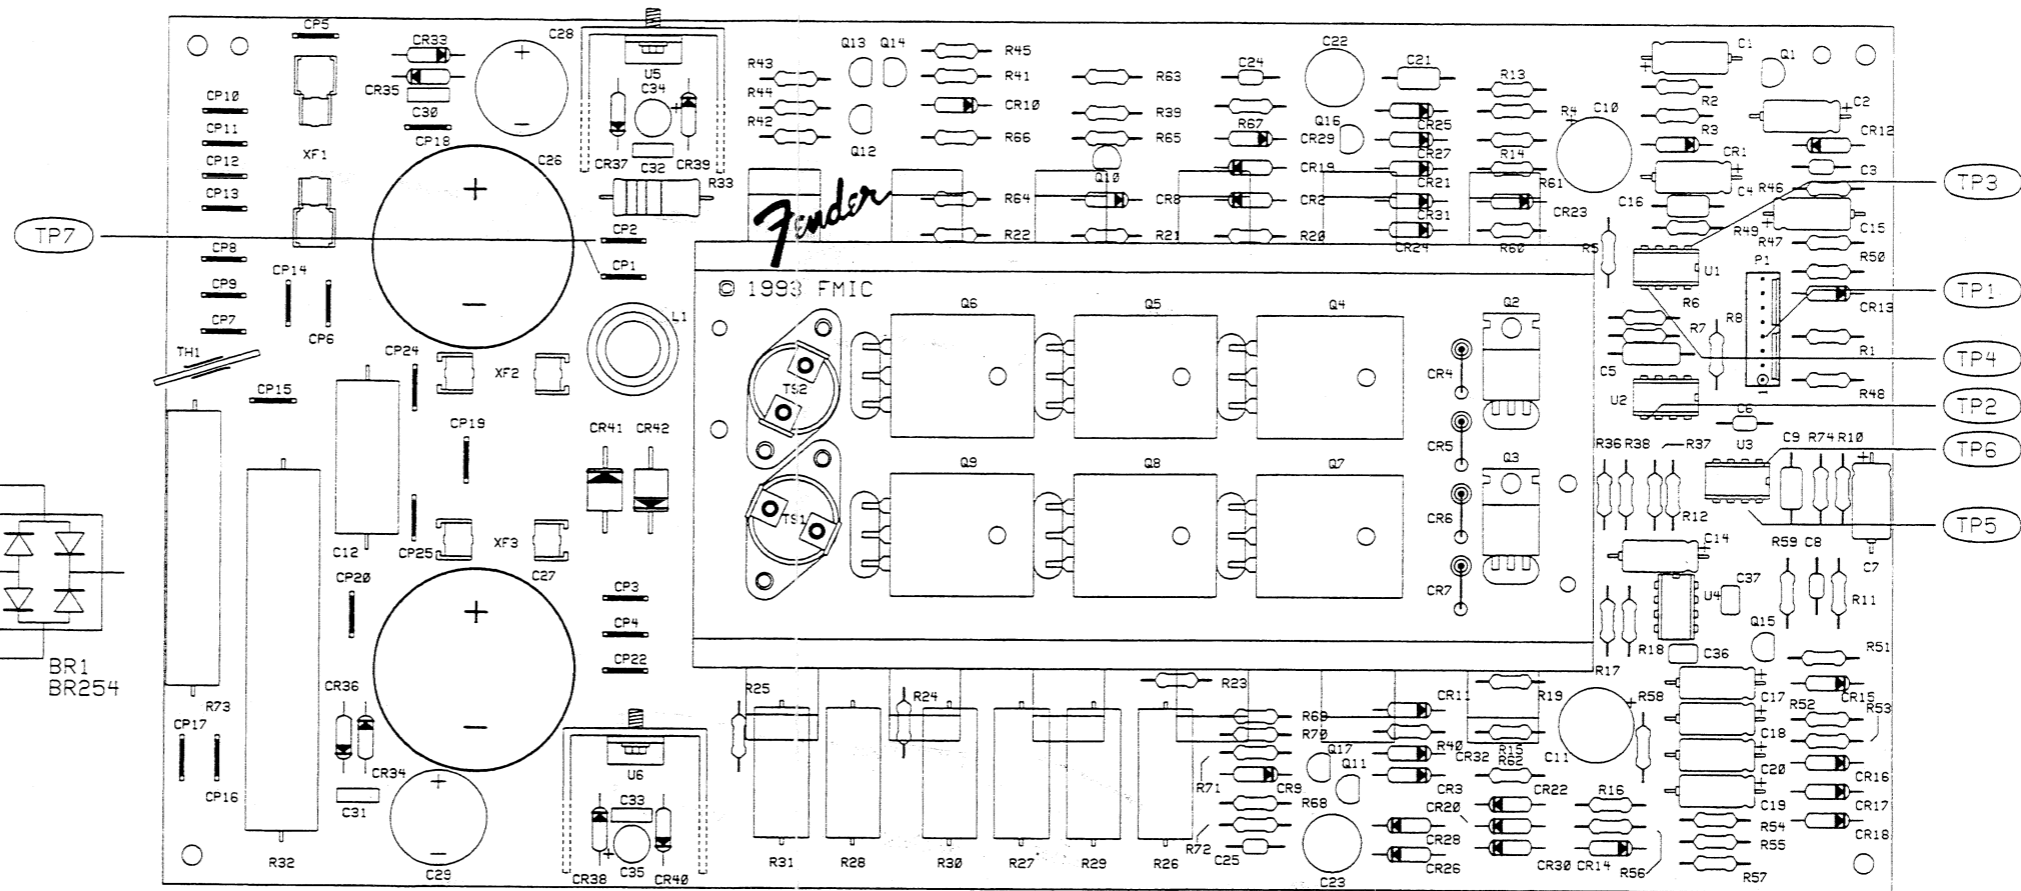 CP5
CR33
C28
Q13 Q14
R45
C22
C21
C1
Q1
U5
C34
R43
R41
R63
C24
R13
CR35
C30
CP10
R44
CR10
R39
R4
C10
R2
C2
CP11
CP18
R42
R66
R65
R67
Q16
CR29
CR25
R3
CR12
XF1
C26
CR37
C32
CR39
Q12
CP12
Q10
CR19
CR27
R14
CR1
C3
TP3
CP13
R33
Fender
R64
CR8
CR2
CR21
R61
C4
R46
CR31
CR23
C16
TP7
CP2
R22
R21
R20
CR24
R60
R5
R49
R47
C15
CP8
CP14
CP1
U1
P1
R50
© 1993 FMIC
CP9
Q6
Q5
Q4
Q2
R6
R8
CR13
TP1
CP7
CP6
L1
R7
TH1
CP24
XF2
TS2
CR4
C5
R1
TP4
CP15
U2
R48
TP2
CP19
CR41
CR42
CR5
C6
R36
R38
R37
U3
C9
R74
R10
TP6
Q9
Q8
Q7
Q3
TS1
CR6
R12
TP5
C12
CP25
XF3
C27
C14
R59
C8
C7
CP20
CP3
CR7
U4
C37
R11
CP4
Q15
BR1
BR254
CP22
R18
C36
R51
CR36
R25
R24
R23
CR11
R19
R17
R58
C17
CR15
R73
CP17
R69
R52
R53
R70
R40
CR32
R15
C11
C18
CR34
U6
Q17
Q11
R62
C20
CR16
CP16
R71
CR9
CR3
C31
C33
R68
CR20
CR22
R16
C19
CR17
R54
CR18
R72
CR28
R55
R32
C29
CR38
C35
CR40
R31
R28
R30
R27
R29
R26
C25
C23
CR26
CR30
CR14
R56
R57